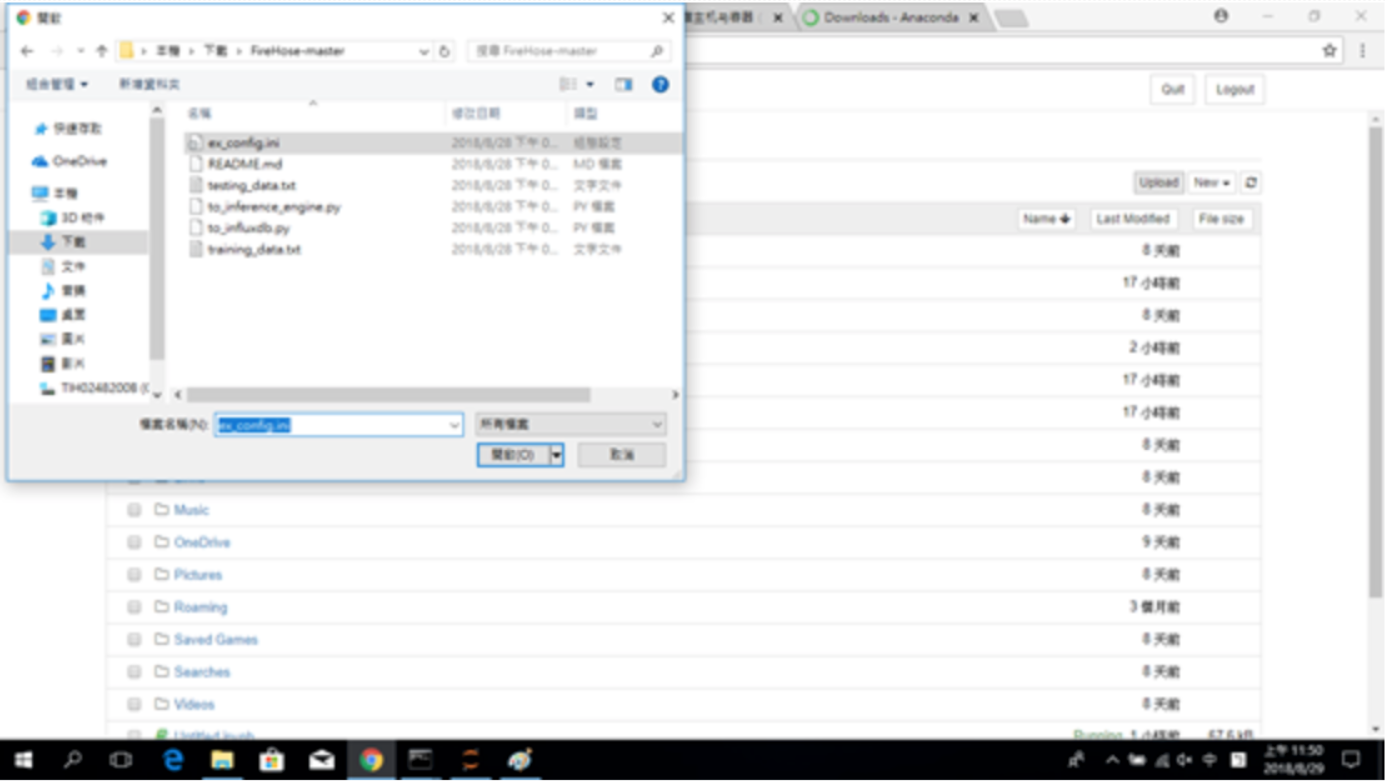 開啟
Downloads - Anaconda
本機 下載 FireHose-master
搜尋 FireHose-master
組合管理 新增資料夾
Quit Logout
名稱 修改日期 類型
快速存取
OneDrive
本機
3D 物件
下載
文件
音樂
桌面
圖片
影片
TIH02482008 (C
ex_config.ini 2018/8/28 下午 0... 組態設定
README.md 2018/8/28 下午 0... MD 檔案
testing_data.txt 2018/8/28 下午 0... 文字文件
to_inference_engine.py 2018/8/28 下午 0... PY 檔案
to_influxdb.py 2018/8/28 下午 0... PY 檔案
training_data.txt 2018/8/28 下午 0... 文字文件
檔案名稱(N): ex_config.ini 所有檔案
開啟(O) 取消
Upload New
Name Last Modified File size
8 天前
17 小時前
8 天前
2 小時前
17 小時前
17 小時前
8 天前
8 天前
Music 8 天前
OneDrive 9 天前
Pictures 8 天前
Roaming 3 個月前
Saved Games 8 天前
Searches 8 天前
Videos 8 天前
Untitled.ipynb Running 1 小時前 67.6 kB
中
上午 11:50
2018/8/29